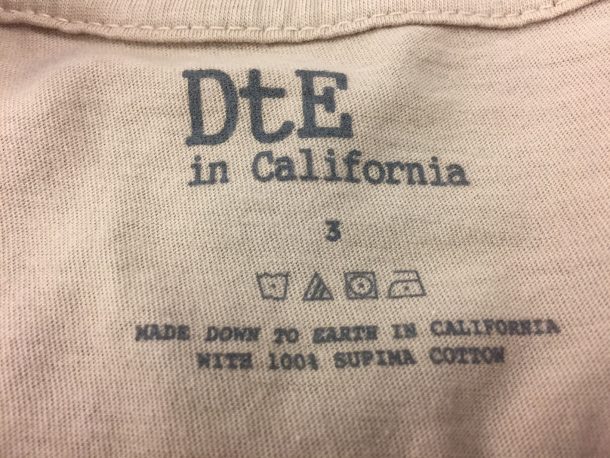 DtE
in California
3
MADE DOWN TO EARTH IN CALIFORNIA
WITH 100% SUPIMA COTTON